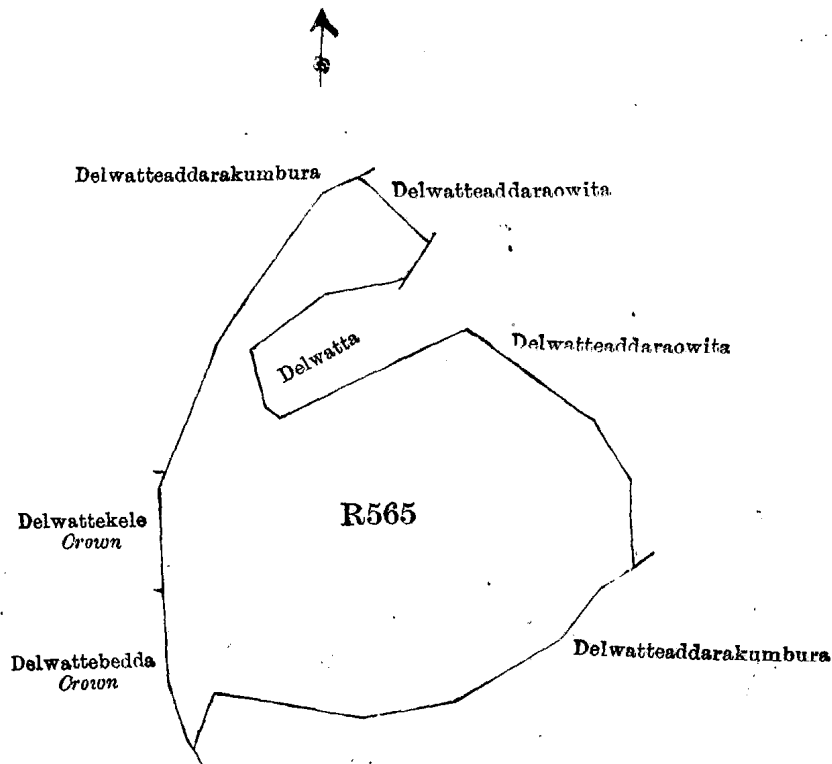 Delwatteaddarakumbura
Delwatteaddaraowita
Delwatta
Delwatteaddaraowita
R565
Delwattekele
Crown
Delwatteaddarakumbura
Delwattebedda
Crown